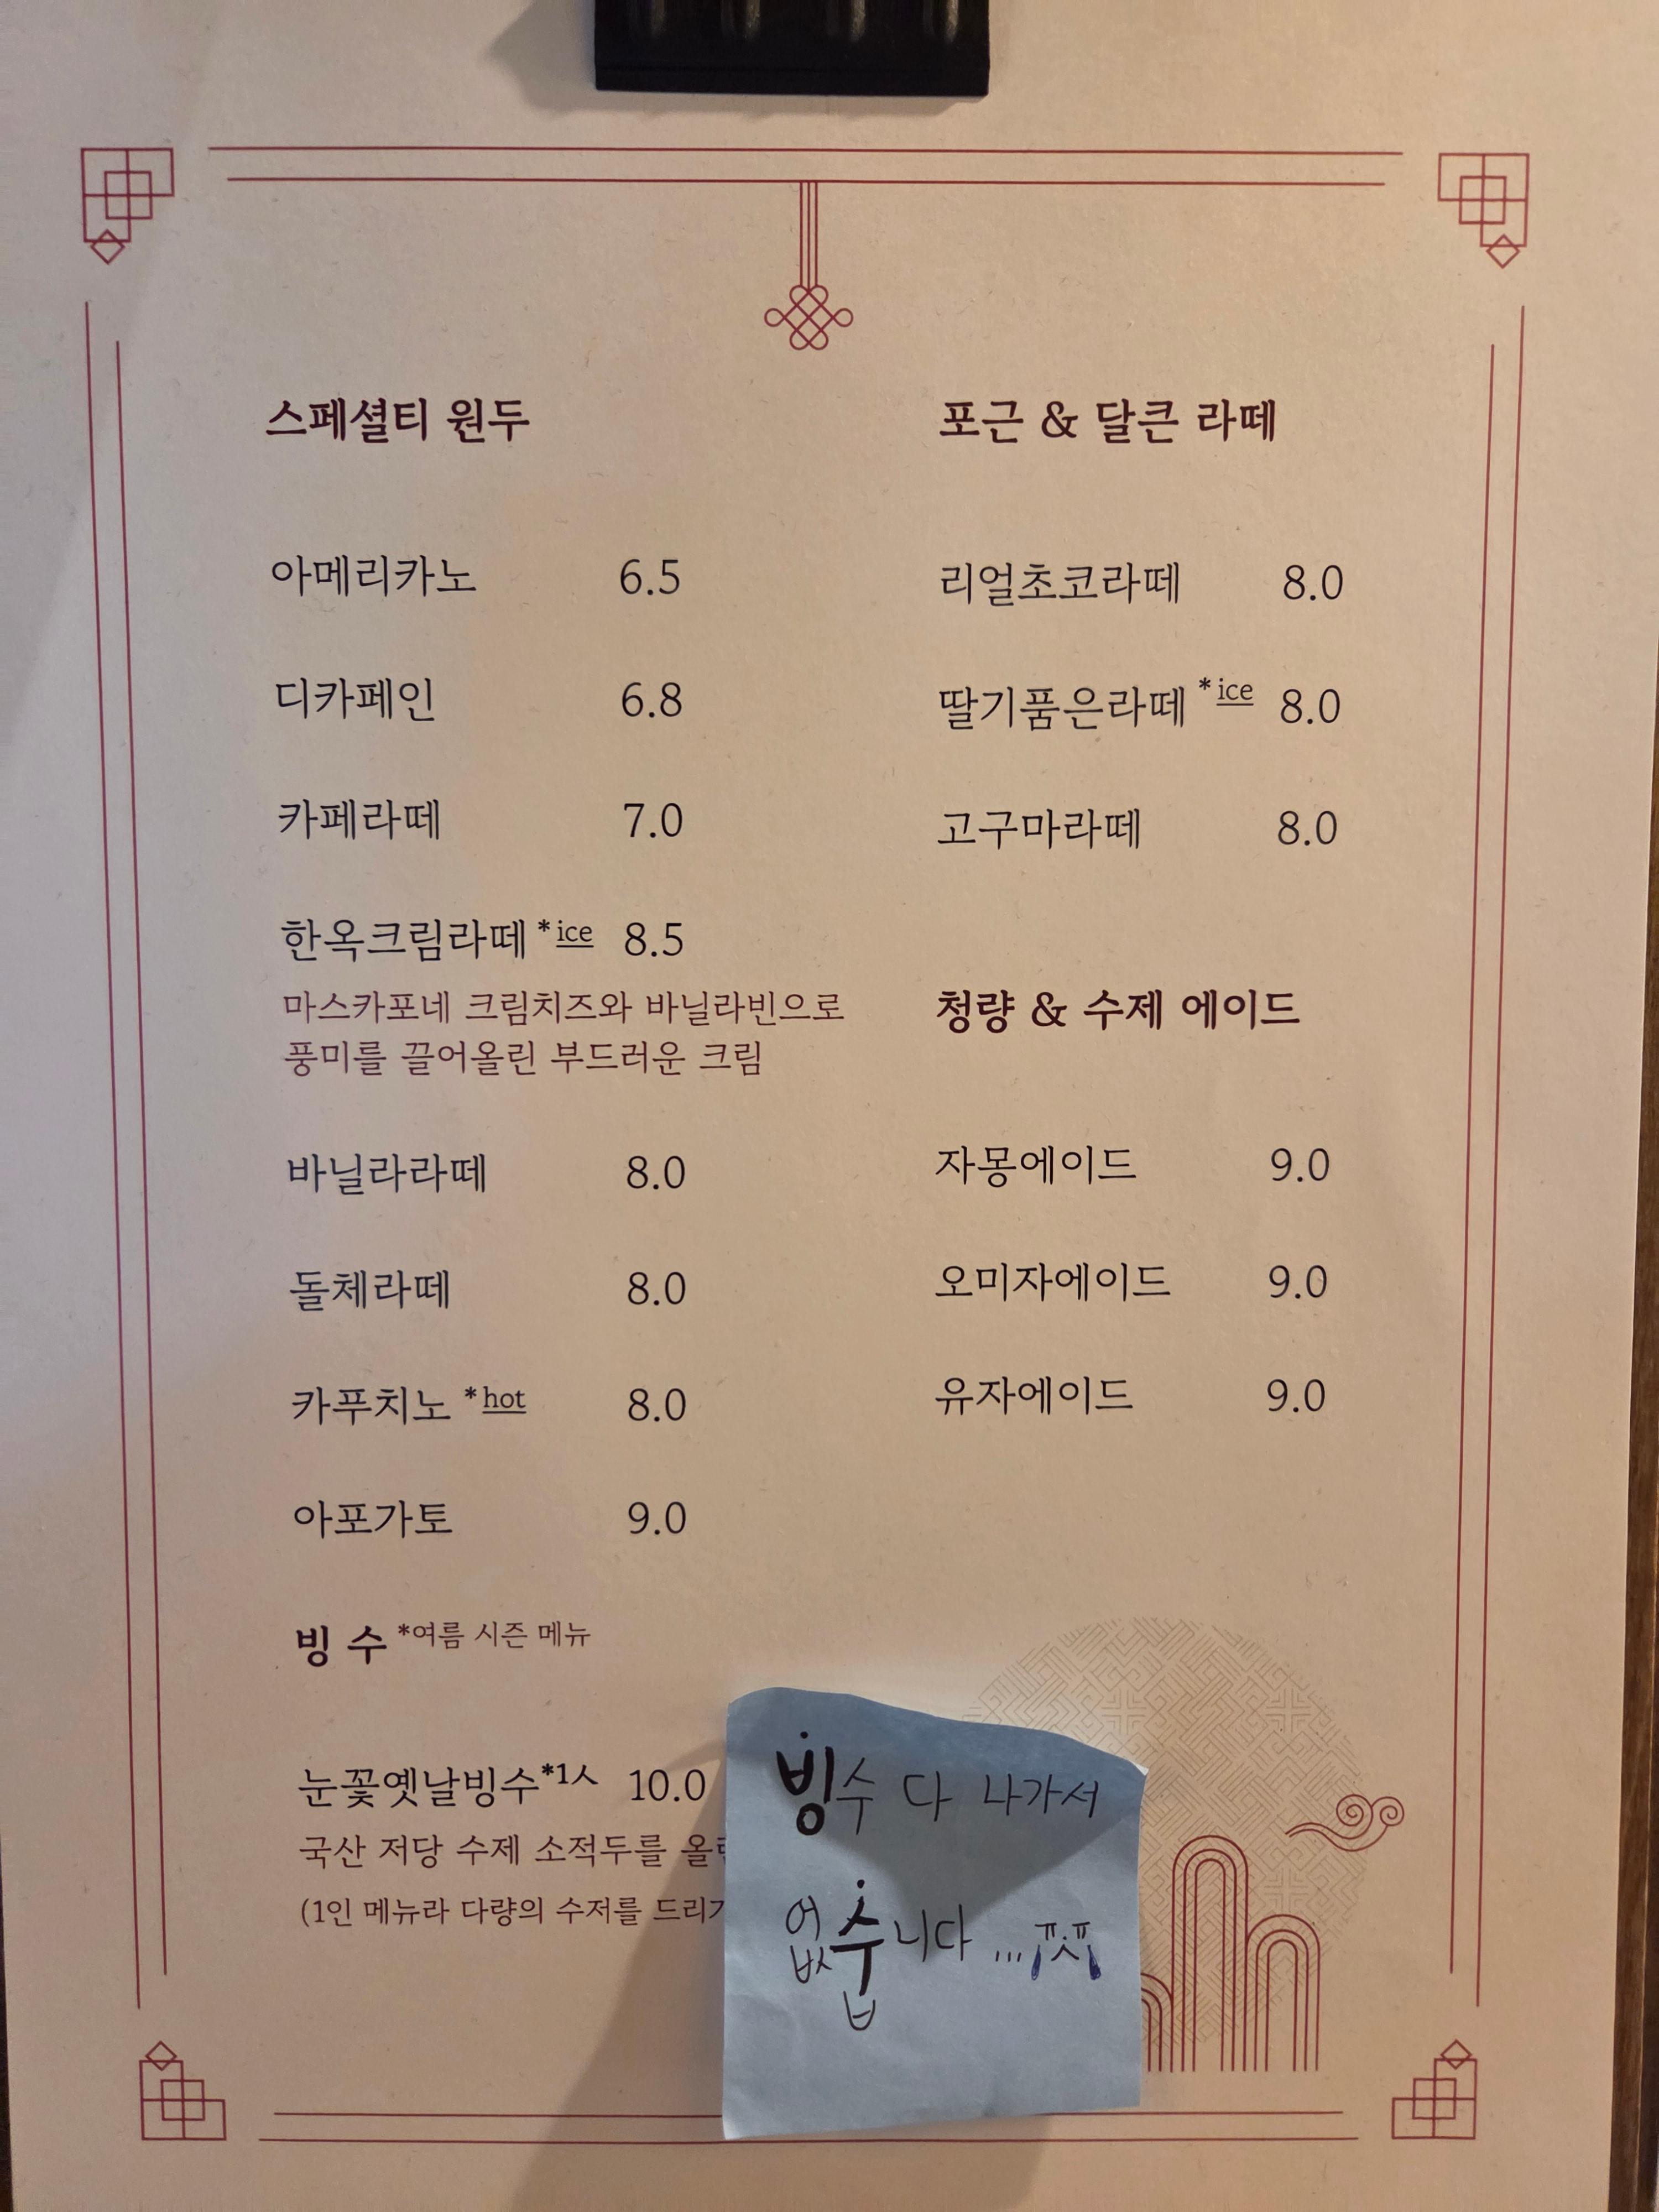 스페셜티 원두
아메리카노 6.5
디카페인 6.8
카페라떼 7.0
한옥크림라떼 *ice 8.5
마스카포네 크림치즈와 바닐라빈으로
풍미를 끌어올린 부드러운 크림
바닐라라떼 8.0
돌체라떼 8.0
카푸치노 *hot 8.0
아포가토 9.0
빙 수 *여름 시즌 메뉴
눈꽃옛날빙수*1人 10.0
국산 저당 수제 소적두를
(1인 메뉴라 다량의 수저를
포근 & 달큰 라떼
리얼초코라떼 8.0
딸기품은라떼 *ice 8.0
고구마라떼 8.0
청량 & 수제 에이드
자몽에이드 9.0
오미자에이드 9.0
유자에이드 9.0
빙수 다 나가서
없습니다 ...ㅠㅅㅠ